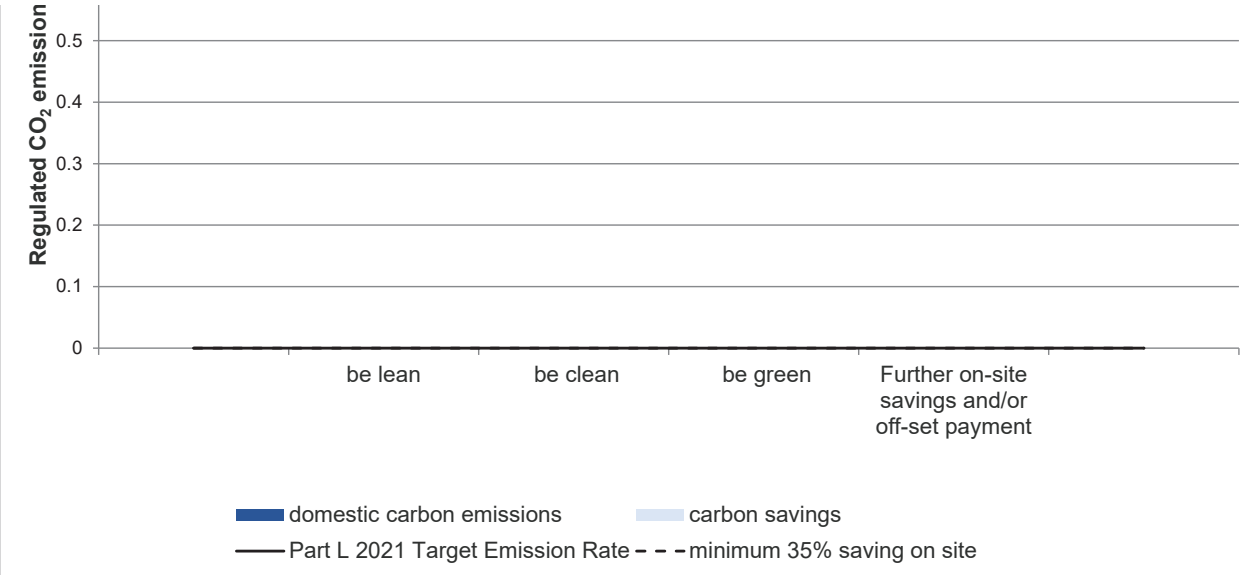 Regulated CO₂ emission
0.5
0.4
0.3
0.2
0.1
0
be lean
be clean
be green
Further on-site
savings and/or
off-set payment
domestic carbon emissions
carbon savings
Part L 2021 Target Emission Rate
minimum 35% saving on site